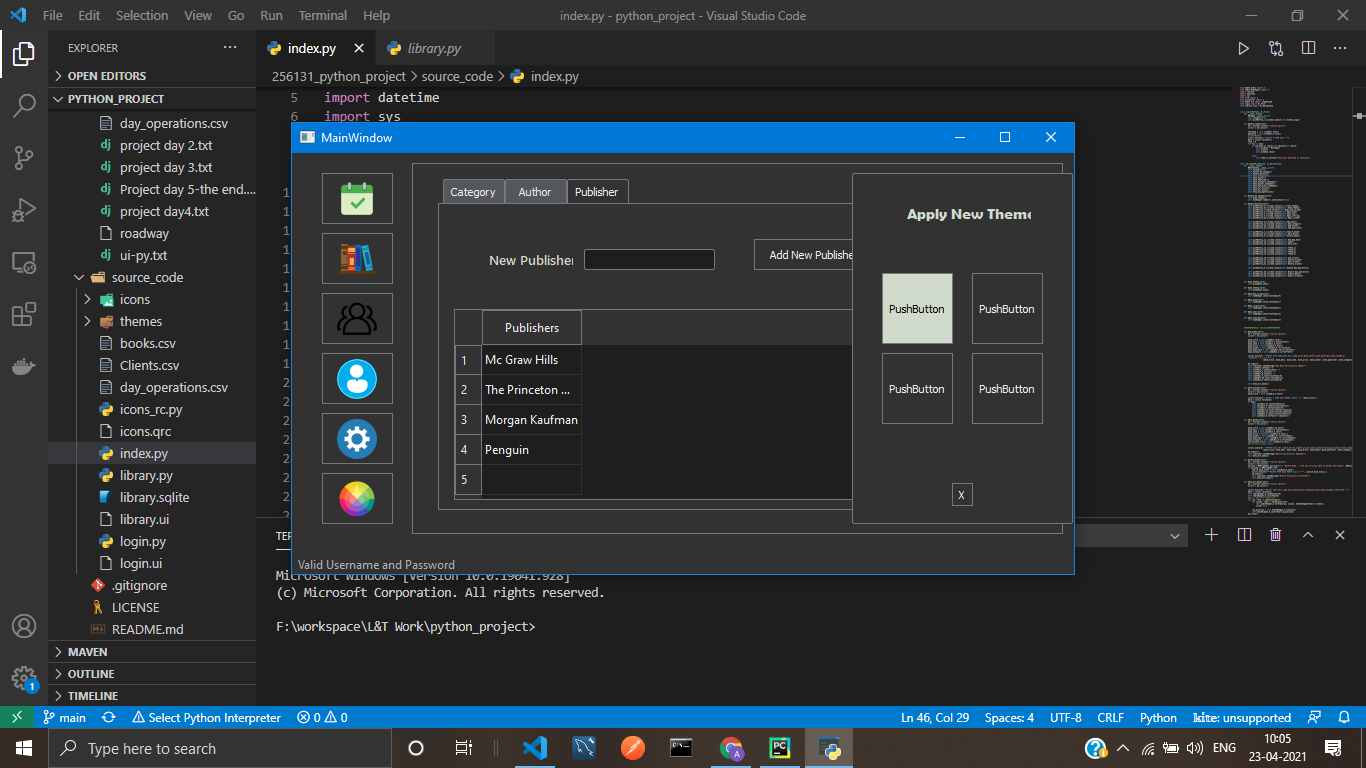 File Edit Selection View Go Run Terminal Help index.py - python_project - Visual Studio Code
EXPLORER
index.py library.py
OPEN EDITORS
256131_python_project source_code index.py
PYTHON_PROJECT
5 import datetime
6 import sys
day_operations.csv
project day 2.txt
project day 3.txt
Project day 5-the end....
project day4.txt
roadway
ui-py.txt
source_code
icons
themes
books.csv
Clients.csv
day_operations.csv
icons_rc.py
icons.qrc
index.py
library.py
library.sqlite
library.ui
login.py
login.ui
.gitignore
LICENSE
README.md
MAVEN
OUTLINE
TIMELINE
MainWindow
Category Author Publisher
New Publisher
Add New Publishe
Publishers
1 Mc Graw Hills
2 The Princeton ...
3 Morgan Kaufman
4 Penguin
5
Apply New Theme
PushButton PushButton
PushButton PushButton
X
Valid Username and Password
Microsoft Windows [Version 10.0.19041.928]
(c) Microsoft Corporation. All rights reserved.
F:\workspace\L&T Work\python_project>
1
main Select Python Interpreter 0 0 Ln 46, Col 29 Spaces: 4 UTF-8 CRLF Python kite: unsupported
Type here to search
ENG
10:05
23-04-2021